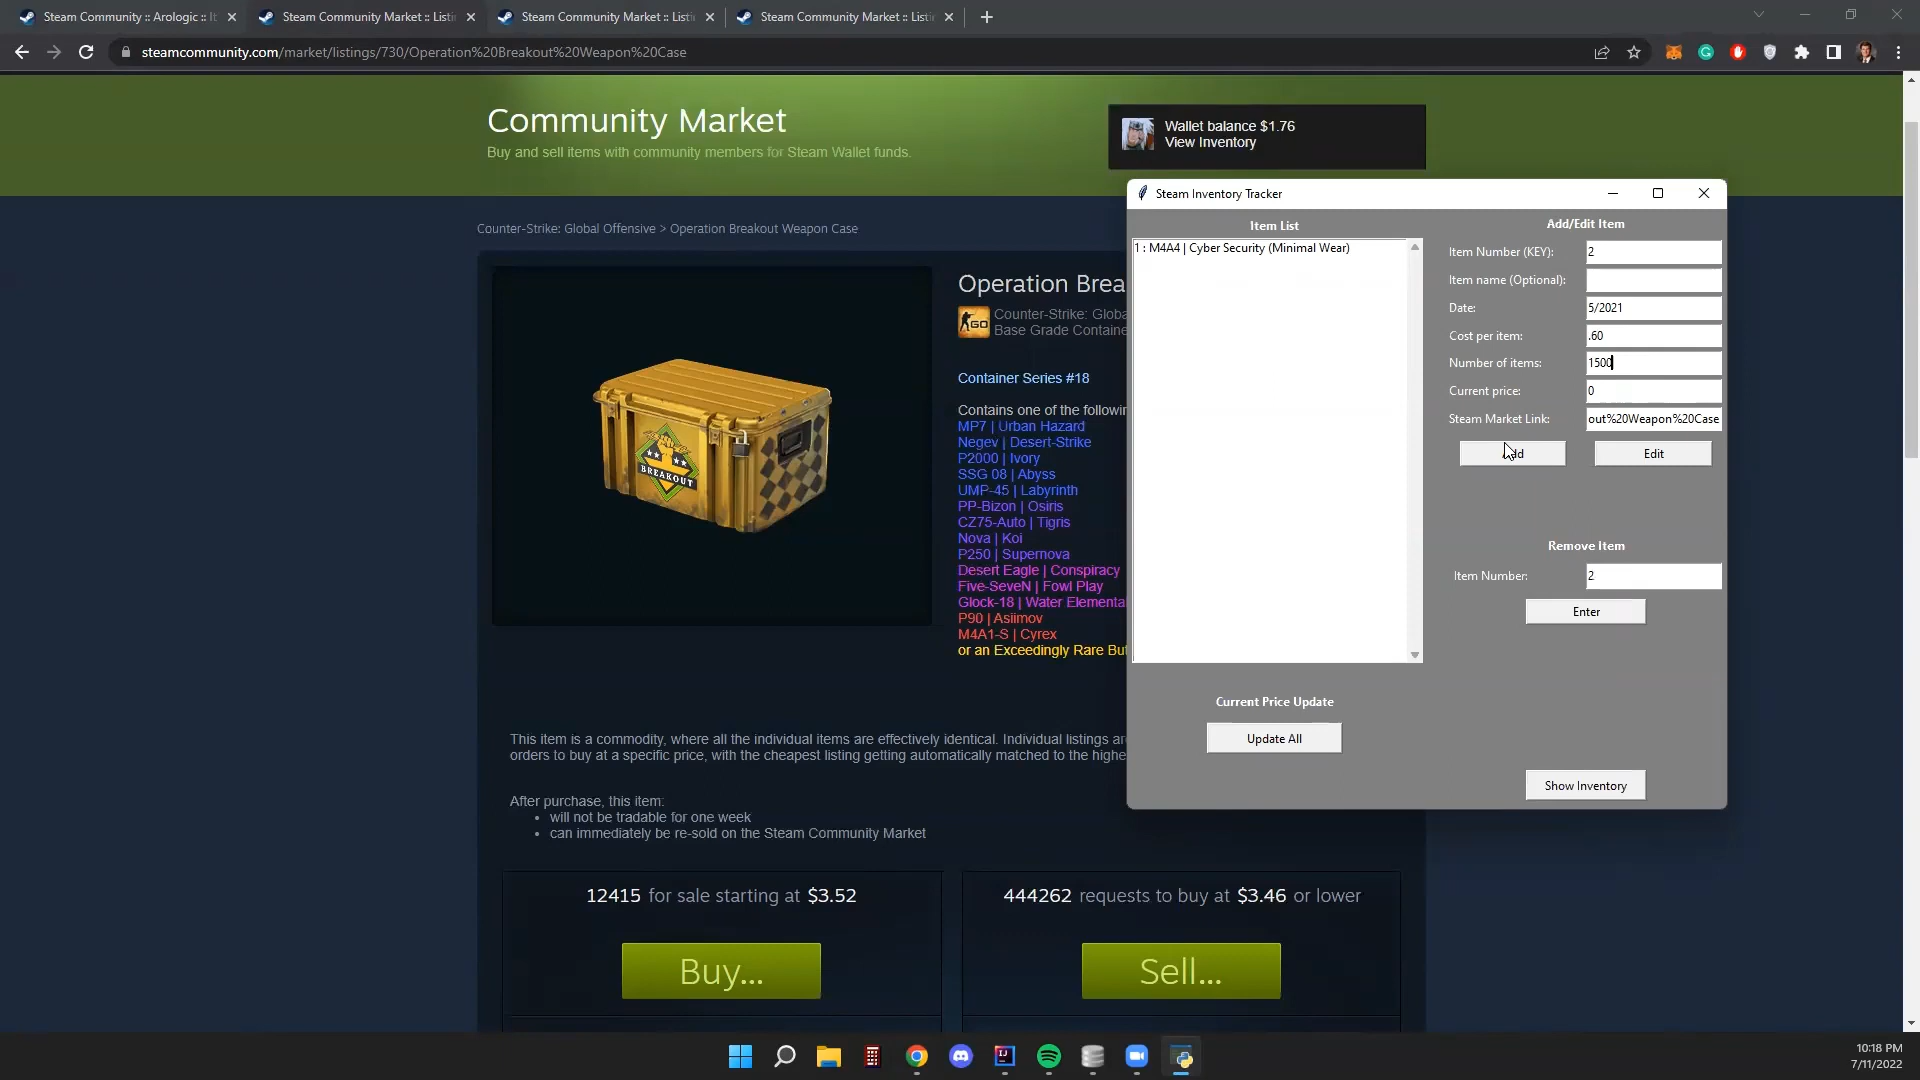 Steam Community :: Arologic :: It
Steam Community Market :: Listi
Steam Community Market :: Listi
Steam Community Market :: Listi
steamcommunity.com/market/listings/730/Operation%20Breakout%20Weapon%20Case
Community Market
Buy and sell items with community members for Steam Wallet funds.
Wallet balance $1.76
View Inventory
Counter-Strike: Global Offensive > Operation Breakout Weapon Case
BREAKOUT
Operation Brea
GO
Counter-Strike: Globa
Base Grade Containe
Container Series #18
Contains one of the followin
MP7 | Urban Hazard
Negev | Desert-Strike
P2000 | Ivory
SSG 08 | Abyss
UMP-45 | Labyrinth
PP-Bizon | Osiris
CZ75-Auto | Tigris
Nova | Koi
P250 | Supernova
Desert Eagle | Conspiracy
Five-SeveN | Fowl Play
Glock-18 | Water Elementa
P90 | Asiimov
M4A1-S | Cyrex
or an Exceedingly Rare But
This item is a commodity, where all the individual items are effectively identical. Individual listings ar
orders to buy at a specific price, with the cheapest listing getting automatically matched to the highe
After purchase, this item:
• will not be tradable for one week
• can immediately be re-sold on the Steam Community Market
12415 for sale starting at $3.52
Buy...
444262 requests to buy at $3.46 or lower
Sell...
Steam Inventory Tracker
Item List
1 : M4A4 | Cyber Security (Minimal Wear)
Add/Edit Item
Item Number (KEY): 2
Item name (Optional):
Date: 5/2021
Cost per item: .60
Number of items: 1500
Current price: 0
Steam Market Link: out%20Weapon%20Case
Edit
Remove Item
Item Number: 2
Enter
Current Price Update
Update All
Show Inventory
10:18 PM
7/11/2022